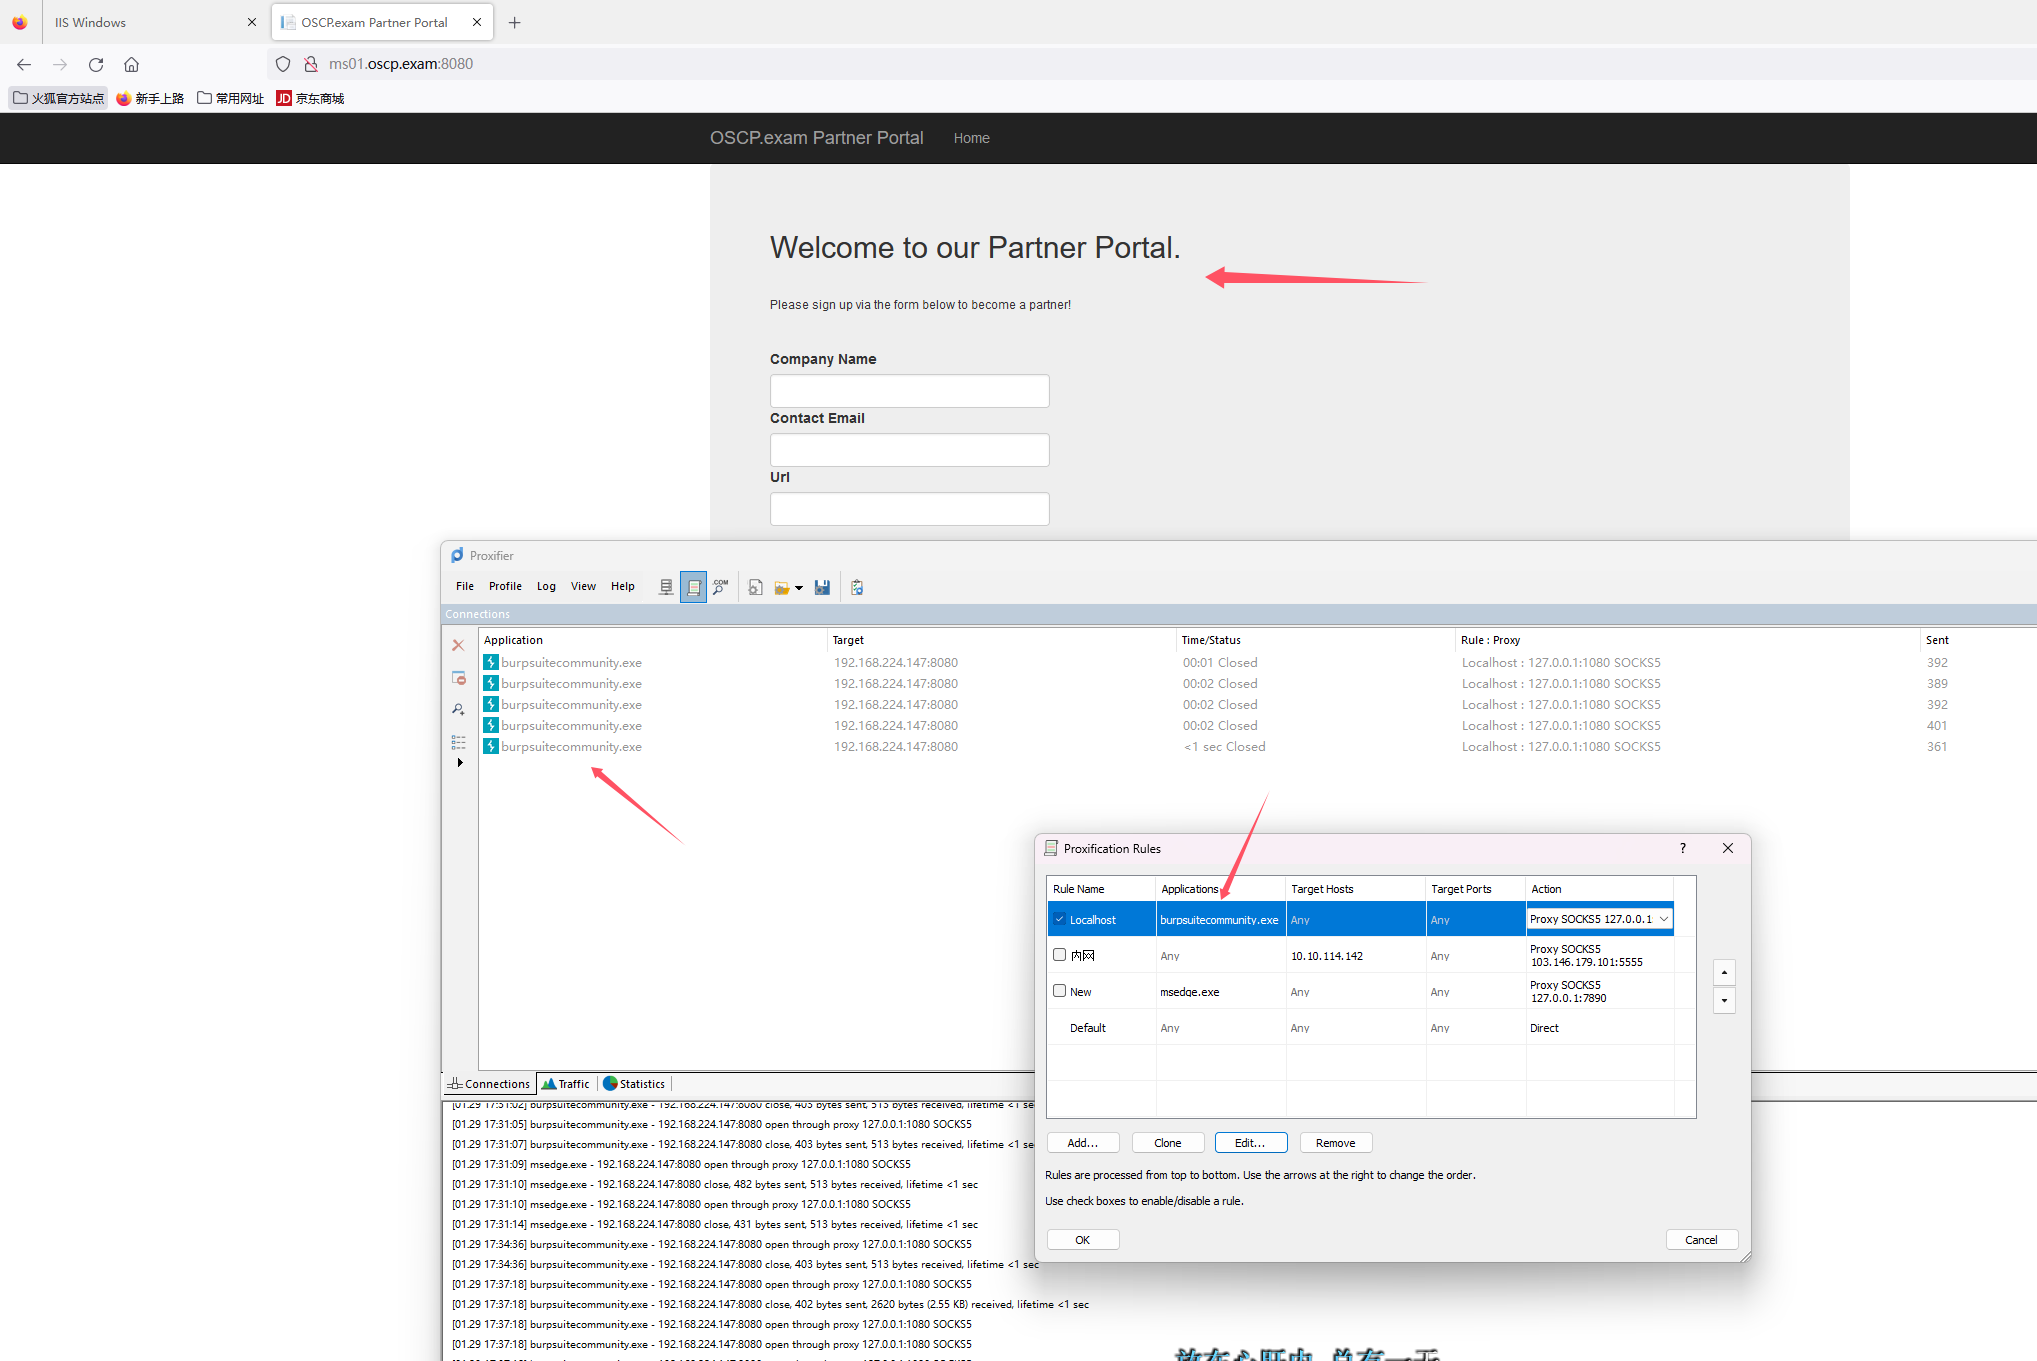 IIS Windows
OSCP.exam Partner Portal
ms01.oscp.exam:8080
火狐官方站点
新手上路
常用网址
JD 京东商城
OSCP.exam Partner Portal
Home
Welcome to our Partner Portal.
Please sign up via the form below to become a partner!
Company Name
Contact Email
Url
Proxifier
File Profile Log View Help
Connections
Application Target Time/Status Rule : Proxy Sent
burpsuitecommunity.exe 192.168.224.147:8080 00:01 Closed Localhost : 127.0.0.1:1080 SOCKS5 392
burpsuitecommunity.exe 192.168.224.147:8080 00:02 Closed Localhost : 127.0.0.1:1080 SOCKS5 389
burpsuitecommunity.exe 192.168.224.147:8080 00:02 Closed Localhost : 127.0.0.1:1080 SOCKS5 392
burpsuitecommunity.exe 192.168.224.147:8080 00:02 Closed Localhost : 127.0.0.1:1080 SOCKS5 401
burpsuitecommunity.exe 192.168.224.147:8080 <1 sec Closed Localhost : 127.0.0.1:1080 SOCKS5 361
Proxification Rules
Rule Name Applications Target Hosts Target Ports Action
Localhost burpsuitecommunity.exe Any Any Proxy SOCKS5 127.0.0.1:
内网 Any 10.10.114.142 Any Proxy SOCKS5
103.146.179.101:5555
New msedge.exe Any Any Proxy SOCKS5
127.0.0.1:7890
Default Any Any Any Direct
Add... Clone Edit... Remove
Rules are processed from top to bottom. Use the arrows at the right to change the order.
Use check boxes to enable/disable a rule.
OK Cancel
Connections Traffic Statistics
[01.29 17:31:02] burpsuitecommunity.exe - 192.168.224.147:8080 close, 403 bytes sent, 513 bytes received, lifetime <1 se
[01.29 17:31:05] burpsuitecommunity.exe - 192.168.224.147:8080 open through proxy 127.0.0.1:1080 SOCKS5
[01.29 17:31:07] burpsuitecommunity.exe - 192.168.224.147:8080 close, 403 bytes sent, 513 bytes received, lifetime <1 se
[01.29 17:31:09] msedge.exe - 192.168.224.147:8080 open through proxy 127.0.0.1:1080 SOCKS5
[01.29 17:31:10] msedge.exe - 192.168.224.147:8080 close, 482 bytes sent, 513 bytes received, lifetime <1 sec
[01.29 17:31:10] msedge.exe - 192.168.224.147:8080 open through proxy 127.0.0.1:1080 SOCKS5
[01.29 17:31:14] msedge.exe - 192.168.224.147:8080 close, 431 bytes sent, 513 bytes received, lifetime <1 sec
[01.29 17:34:36] burpsuitecommunity.exe - 192.168.224.147:8080 open through proxy 127.0.0.1:1080 SOCKS5
[01.29 17:34:36] burpsuitecommunity.exe - 192.168.224.147:8080 close, 403 bytes sent, 513 bytes received, lifetime <1 sec
[01.29 17:37:18] burpsuitecommunity.exe - 192.168.224.147:8080 open through proxy 127.0.0.1:1080 SOCKS5
[01.29 17:37:18] burpsuitecommunity.exe - 192.168.224.147:8080 close, 402 bytes sent, 2620 bytes (2.55 KB) received, lifetime <1 sec
[01.29 17:37:18] burpsuitecommunity.exe - 192.168.224.147:8080 open through proxy 127.0.0.1:1080 SOCKS5
[01.29 17:37:18] burpsuitecommunity.exe - 192.168.224.147:8080 open through proxy 127.0.0.1:1080 SOCKS5